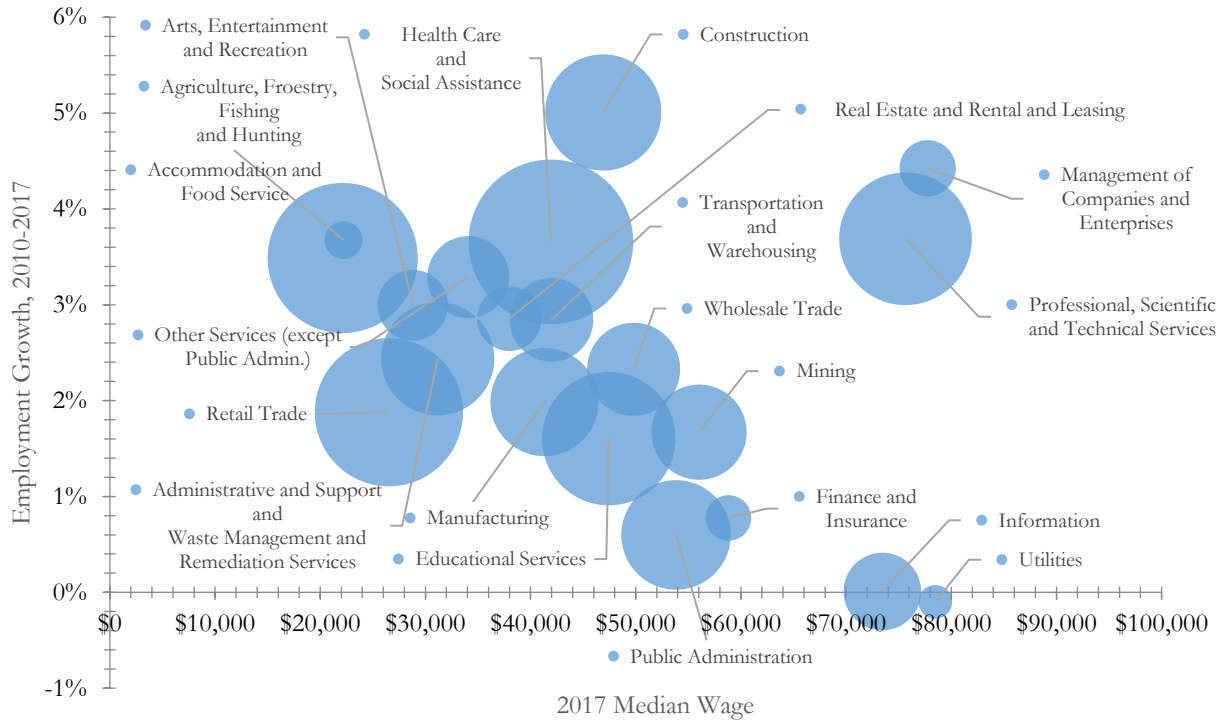 6%
5%
4%
3%
2%
1%
0%
-1%
Employment Growth, 2010-2017
Arts, Entertainment
and Recreation
Health Care
and
Social Assistance
Construction
Agriculture, Froestry,
Fishing
and Hunting
Real Estate and Rental and Leasing
Accommodation and
Food Service
Management of
Companies and
Enterprises
Transportation
and
Warehousing
Other Services (except
Public Admin.)
Wholesale Trade
Professional, Scientific
and Technical Services
Mining
Retail Trade
Administrative and Support
and
Waste Management and
Remediation Services
Manufacturing
Educational Services
Finance and
Insurance
Information
Utilities
Public Administration
$0
$10,000
$20,000
$30,000
$40,000
$50,000
$60,000
$70,000
$80,000
$90,000
$100,000
2017 Median Wage